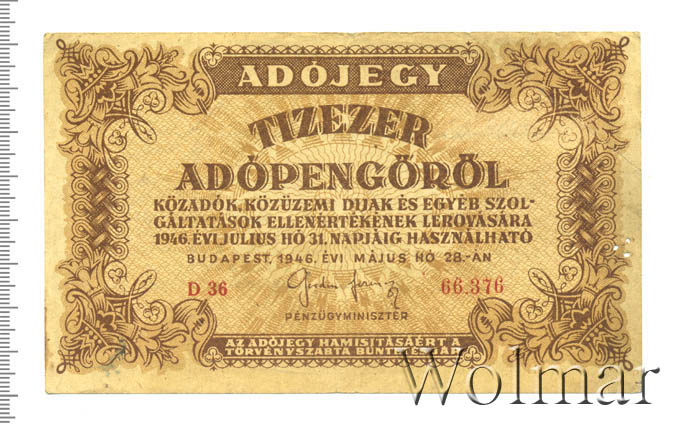 ADÓJEGY
TIZEZER
ADÓPENGŐRŐL
KÖZADÓK, KÖZÜZEMI DIJAK ÉS EGYÉB SZOL-
GÁLTATÁSOK ELLENÉRTÉKÉNEK LEROVÁSÁRA
1946. ÉVI JULIUS HÓ 31. NAPJÁIG HASZNÁLHATÓ
BUDAPEST, 1946. ÉVI MÁJUS HÓ 28.-ÁN
D 36 66.376
PÉNZÜGYMINISZTER
AZ ADÓJEGY HAMISITÁSÁÉRT A
TÖRVÉNYSZABTA BÜNTETÉS JÁR
Wolmar